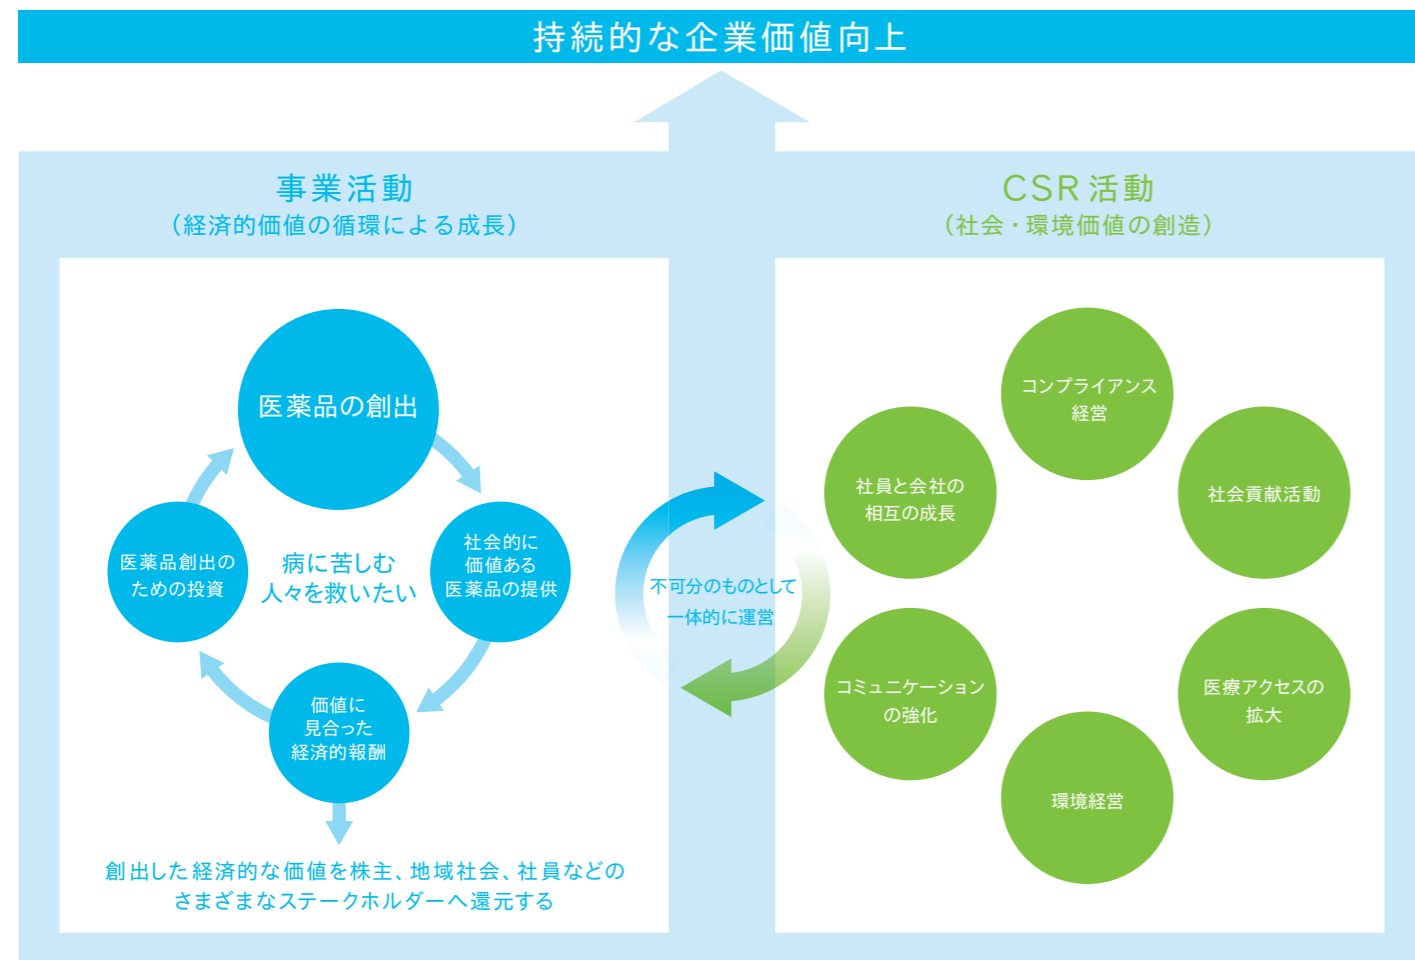 持続的な企業価値向上
事業活動
（経済的価値の循環による成長）
医薬品の創出
社会的に
価値ある
医薬品の提供
価値に
見合った
経済的報酬
医薬品創出の
ための投資
病に苦しむ
人々を救いたい
創出した経済的な価値を株主、地域社会、社員などの
さまざまなステークホルダーへ還元する
不可分のものとして
一体的に運営
CSR 活動
（社会・環境価値の創造）
コンプライアンス
経営
社会貢献活動
医療アクセスの
拡大
環境経営
コミュニケーション
の強化
社員と会社の
相互の成長